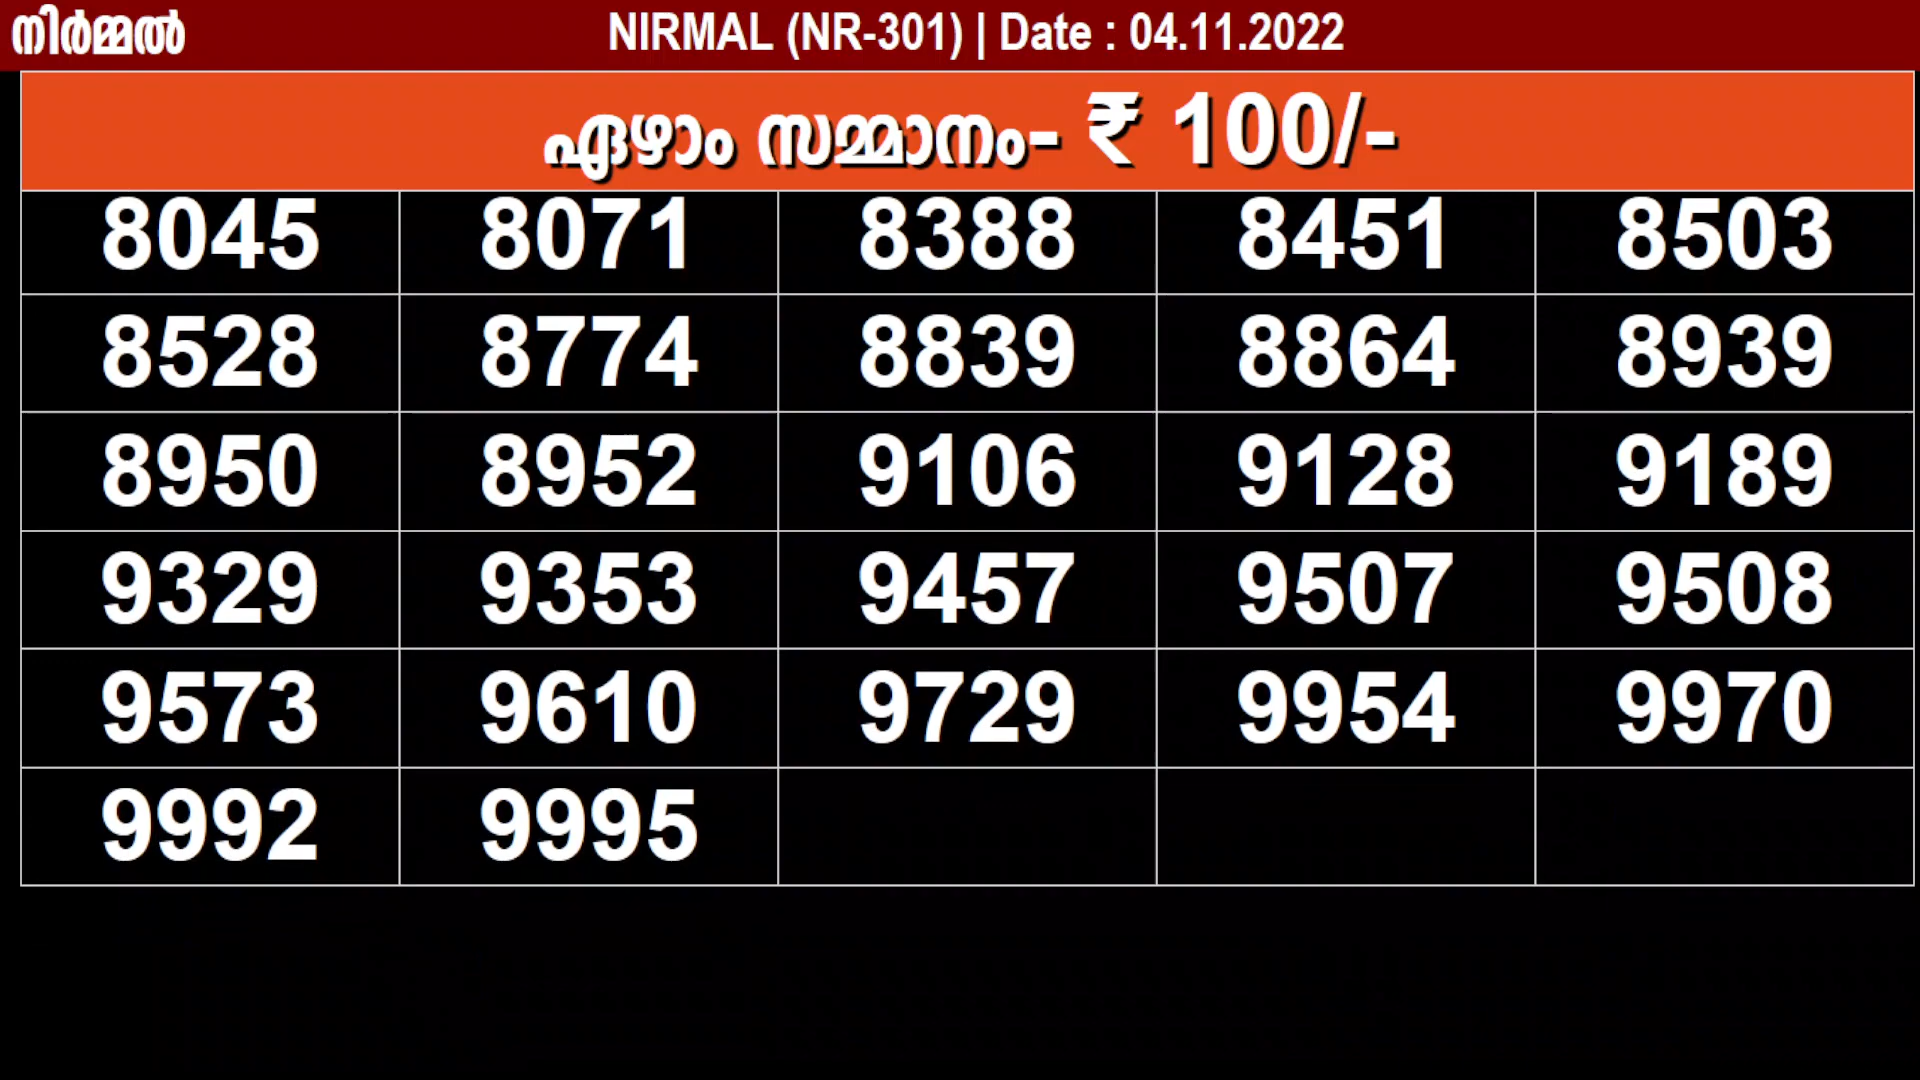 നിർമ്മൽ NIRMAL (NR-301) | Date : 04.11.2022
ഏഴാം സമ്മാനം- ₹ 100/-
8045 8071 8388 8451 8503
8528 8774 8839 8864 8939
8950 8952 9106 9128 9189
9329 9353 9457 9507 9508
9573 9610 9729 9954 9970
9992 9995